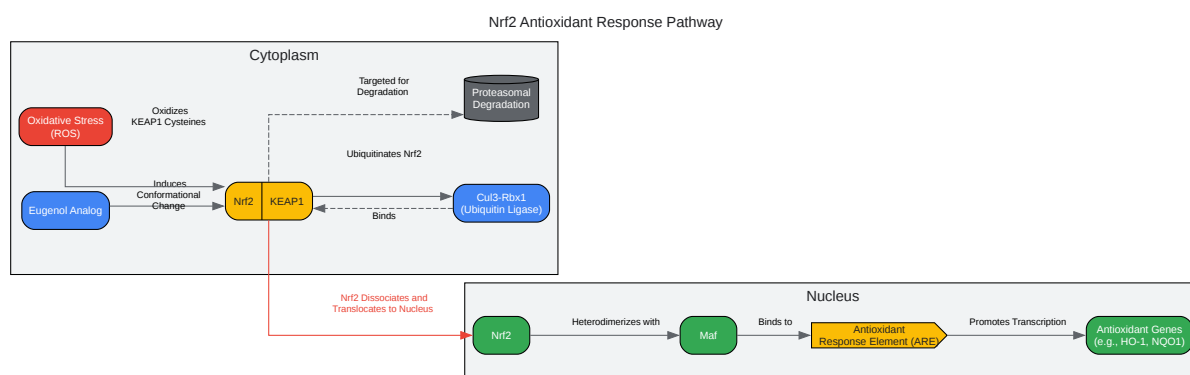 Nrf2 Antioxidant Response Pathway
Cytoplasm
Targeted for
Degradation
Proteasomal
Degradation
Oxidizes
KEAP1 Cysteines
Oxidative Stress
(ROS)
Ubiquitinates Nrf2
Induces
Conformational
Change
Eugenol Analog
Nrf2
KEAP1
Cul3-Rbx1
(Ubiquitin Ligase)
Binds
Nrf2 Dissociates and
Translocates to Nucleus
Nucleus
Nrf2
Heterodimerizes with
Maf
Binds to
Antioxidant
Response Element (ARE)
Promotes Transcription
Antioxidant Genes
(e.g., HO-1, NQO1)